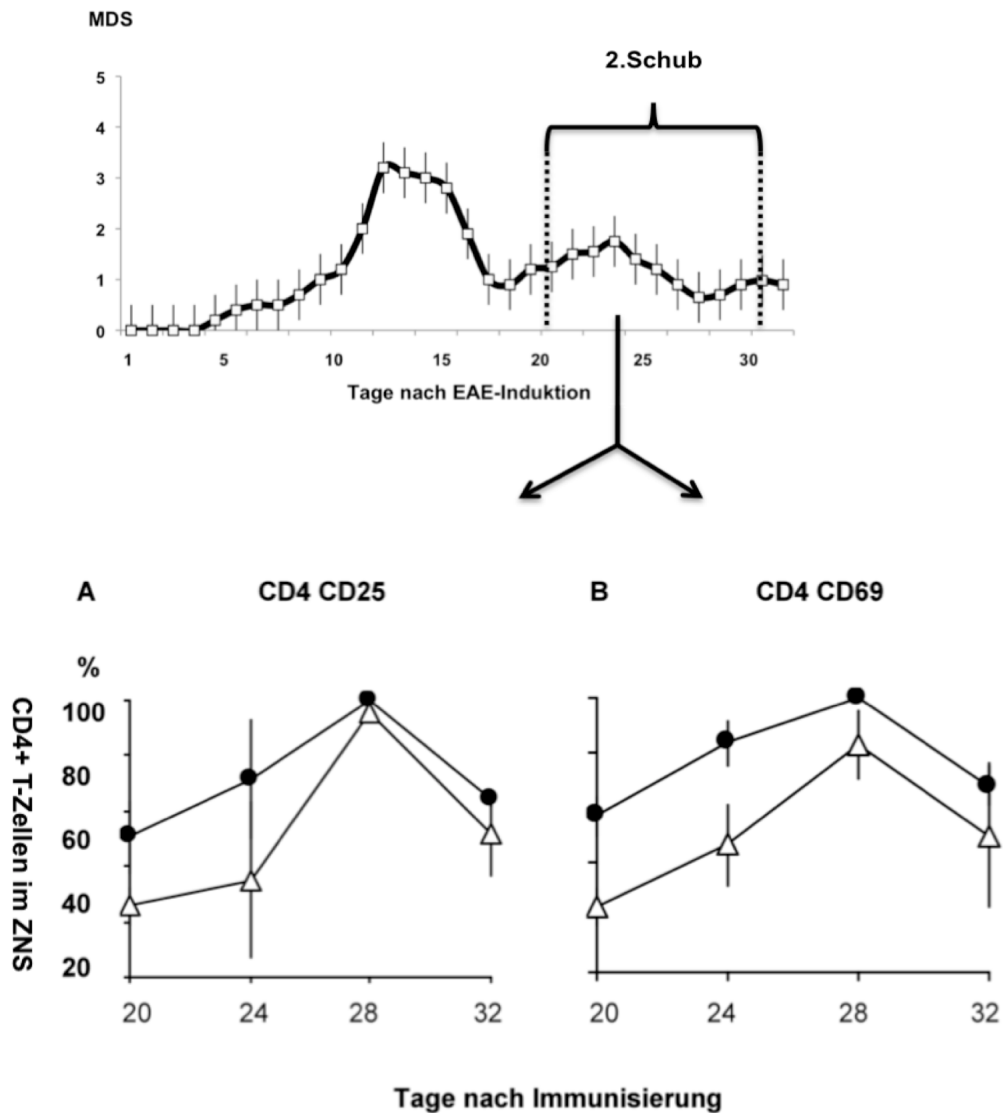 MDS
2.Schub
5
4
3
2
1
0
1 5 10 15 20 25 30
Tage nach EAE-Induktion
A CD4 CD25 B CD4 CD69
%
100
80
60
40
20
CD4+ T-Zellen im ZNS
20 24 28 32 20 24 28 32
Tage nach Immunisierung